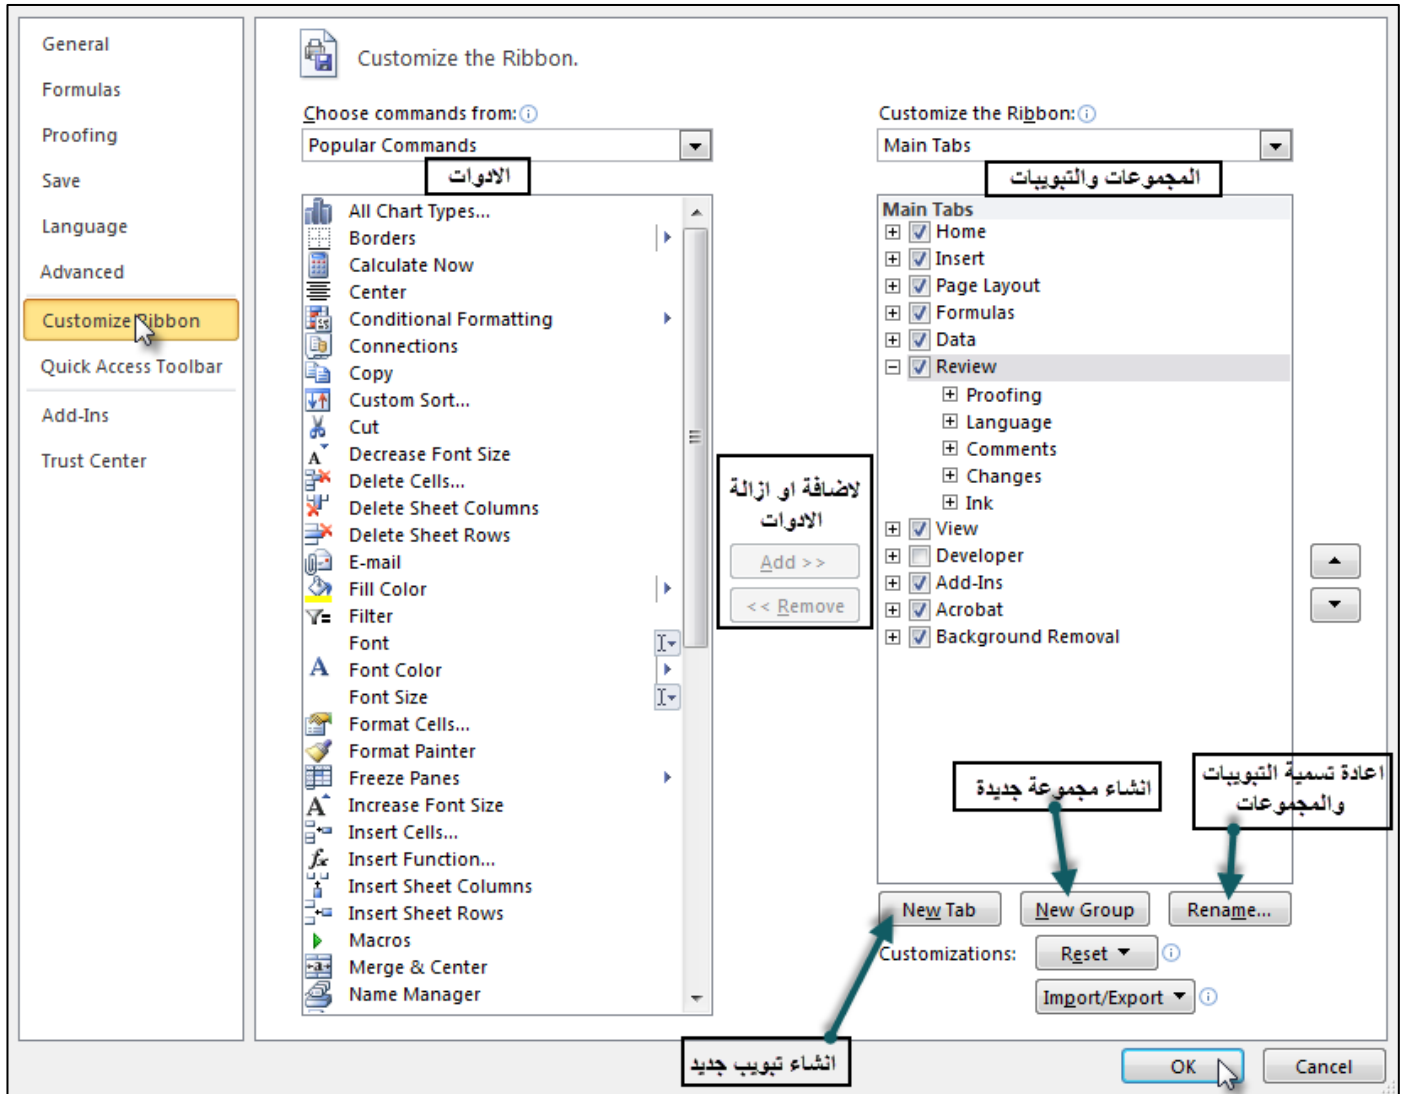 General
Formulas
Proofing
Save
Language
Advanced
Customize Ribbon
Quick Access Toolbar
Add-Ins
Trust Center
Customize the Ribbon.
Choose commands from:
Popular Commands
الادوات
All Chart Types...
Borders
Calculate Now
Center
Conditional Formatting
Connections
Copy
Custom Sort...
Cut
Decrease Font Size
Delete Cells...
Delete Sheet Columns
Delete Sheet Rows
E-mail
Fill Color
Filter
Font
Font Color
Font Size
Format Cells...
Format Painter
Freeze Panes
Increase Font Size
Insert Cells...
Insert Function...
Insert Sheet Columns
Insert Sheet Rows
Macros
Merge & Center
Name Manager
لاضافة او ازالة
الادوات
Add >>
<< Remove
Customize the Ribbon:
Main Tabs
المجموعات والتبويبات
Main Tabs
Home
Insert
Page Layout
Formulas
Data
Review
Proofing
Language
Comments
Changes
Ink
View
Developer
Add-Ins
Acrobat
Background Removal
انشاء مجموعة جديدة
اعادة تسمية التبويبات
والمجموعات
New Tab
New Group
Rename...
Customizations:
Reset
Import/Export
انشاء تبويب جديد
OK
Cancel